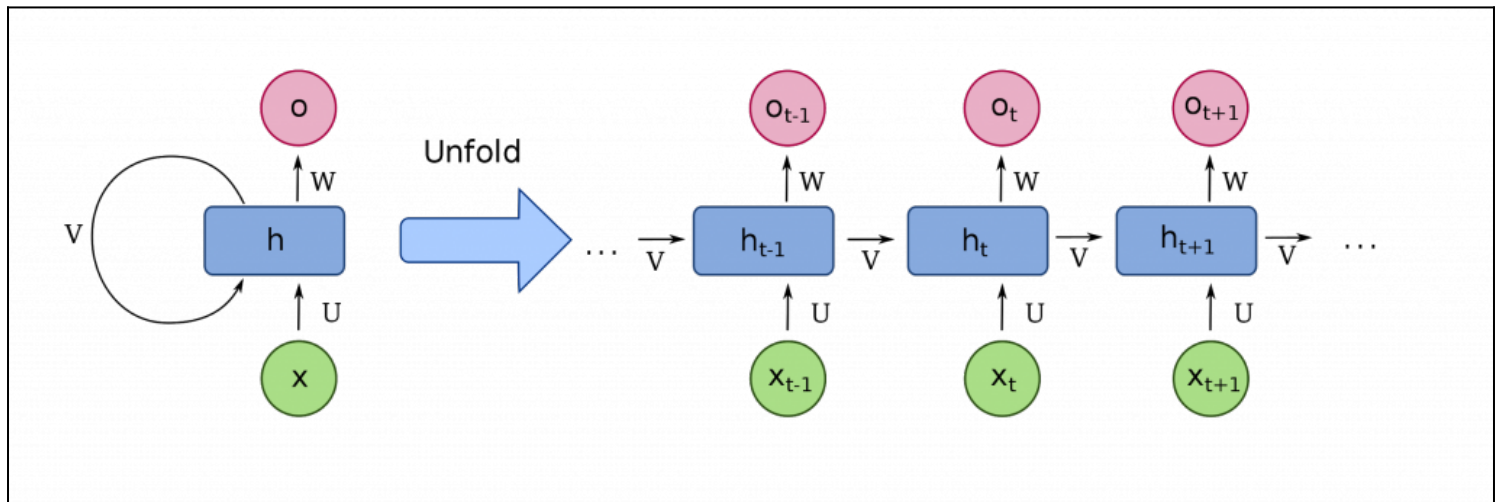 o
W
V
h
U
x
Unfold
o_{t-1} o_t o_{t+1}
W W W
... V h_{t-1} V h_t V h_{t+1} V ...
U U U
x_{t-1} x_t x_{t+1}